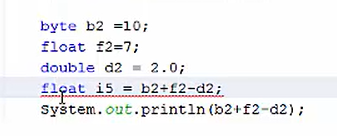 byte b2 =10;
float f2=7;
double d2 = 2.0;
float i5 = b2+f2-d2;
System.out.println(b2+f2-d2);